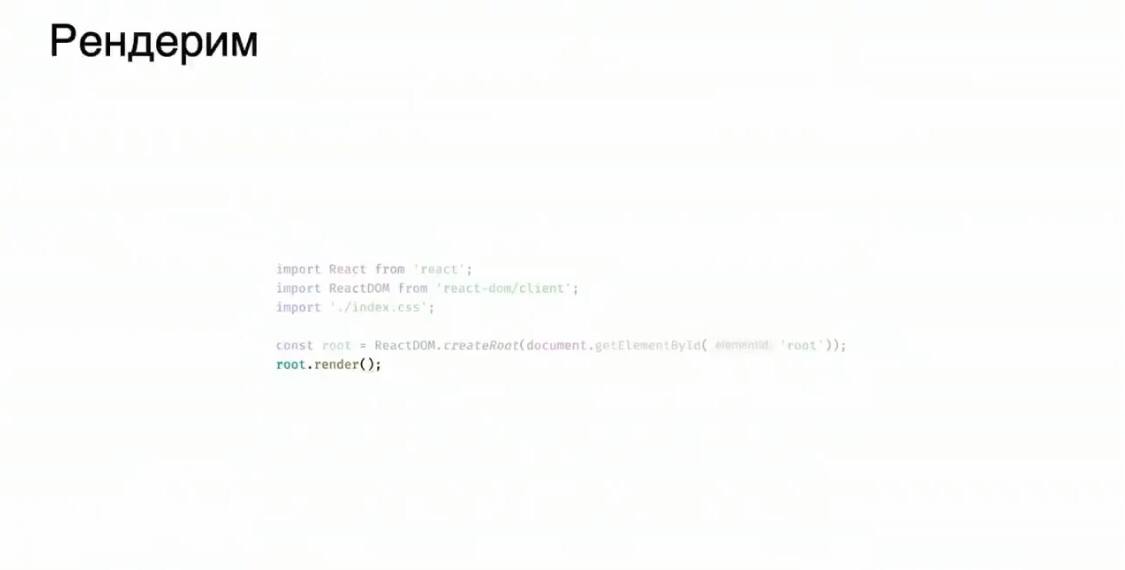 Рендерим
import React from 'react';
import ReactDOM from 'react-dom/client';
import './index.css';
const root = ReactDOM.createRoot(document.getElementById( elementId: 'root'));
root.render();